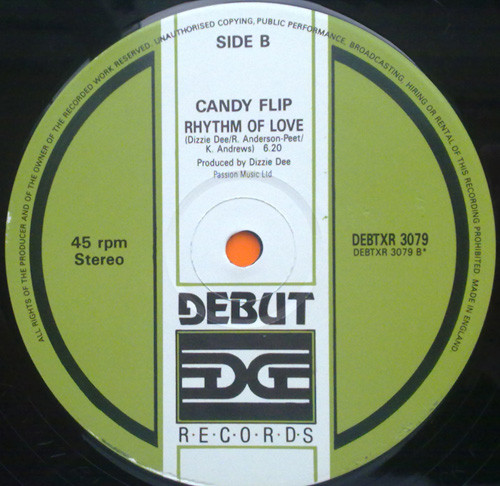 ALL RIGHTS OF THE PRODUCER AND OF THE OWNER OF THE RECORDED WORK RESERVED. UNAUTHORISED COPYING, PUBLIC PERFORMANCE, BROADCASTING, HIRING OR RENTAL OF THIS RECORDING PROHIBITED MADE IN ENGLAND.
SIDE B
CANDY FLIP
RHYTHM OF LOVE
(Dizzie Dee/R. Anderson-Peet/
K. Andrews) 6.20
Produced by Dizzie Dee
Passion Music Ltd
45 rpm
Stereo
DEBTXR 3079
DEBTXR 3079 B*
DEBUT
R·E·C·O·R·D·S